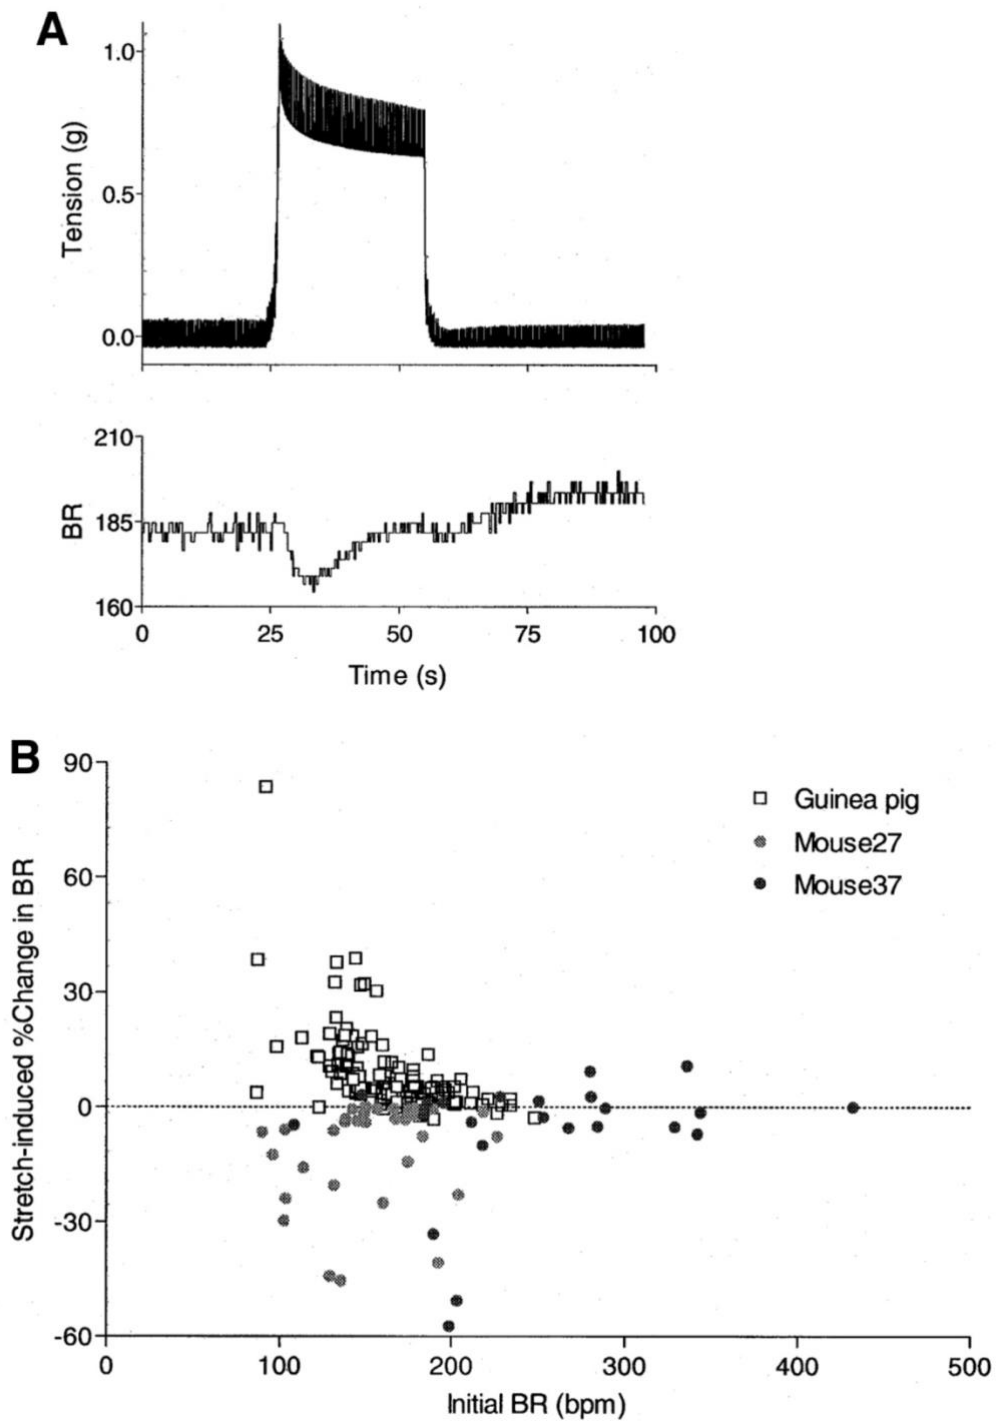 A
Tension (g)
1.0
0.5
0.0
BR
210
185
160
0 25 50 75 100
Time (s)
B
Stretch-induced %Change in BR
90
60
30
0
-30
-60
Guinea pig
Mouse27
Mouse37
0 100 200 300 400 500
Initial BR (bpm)